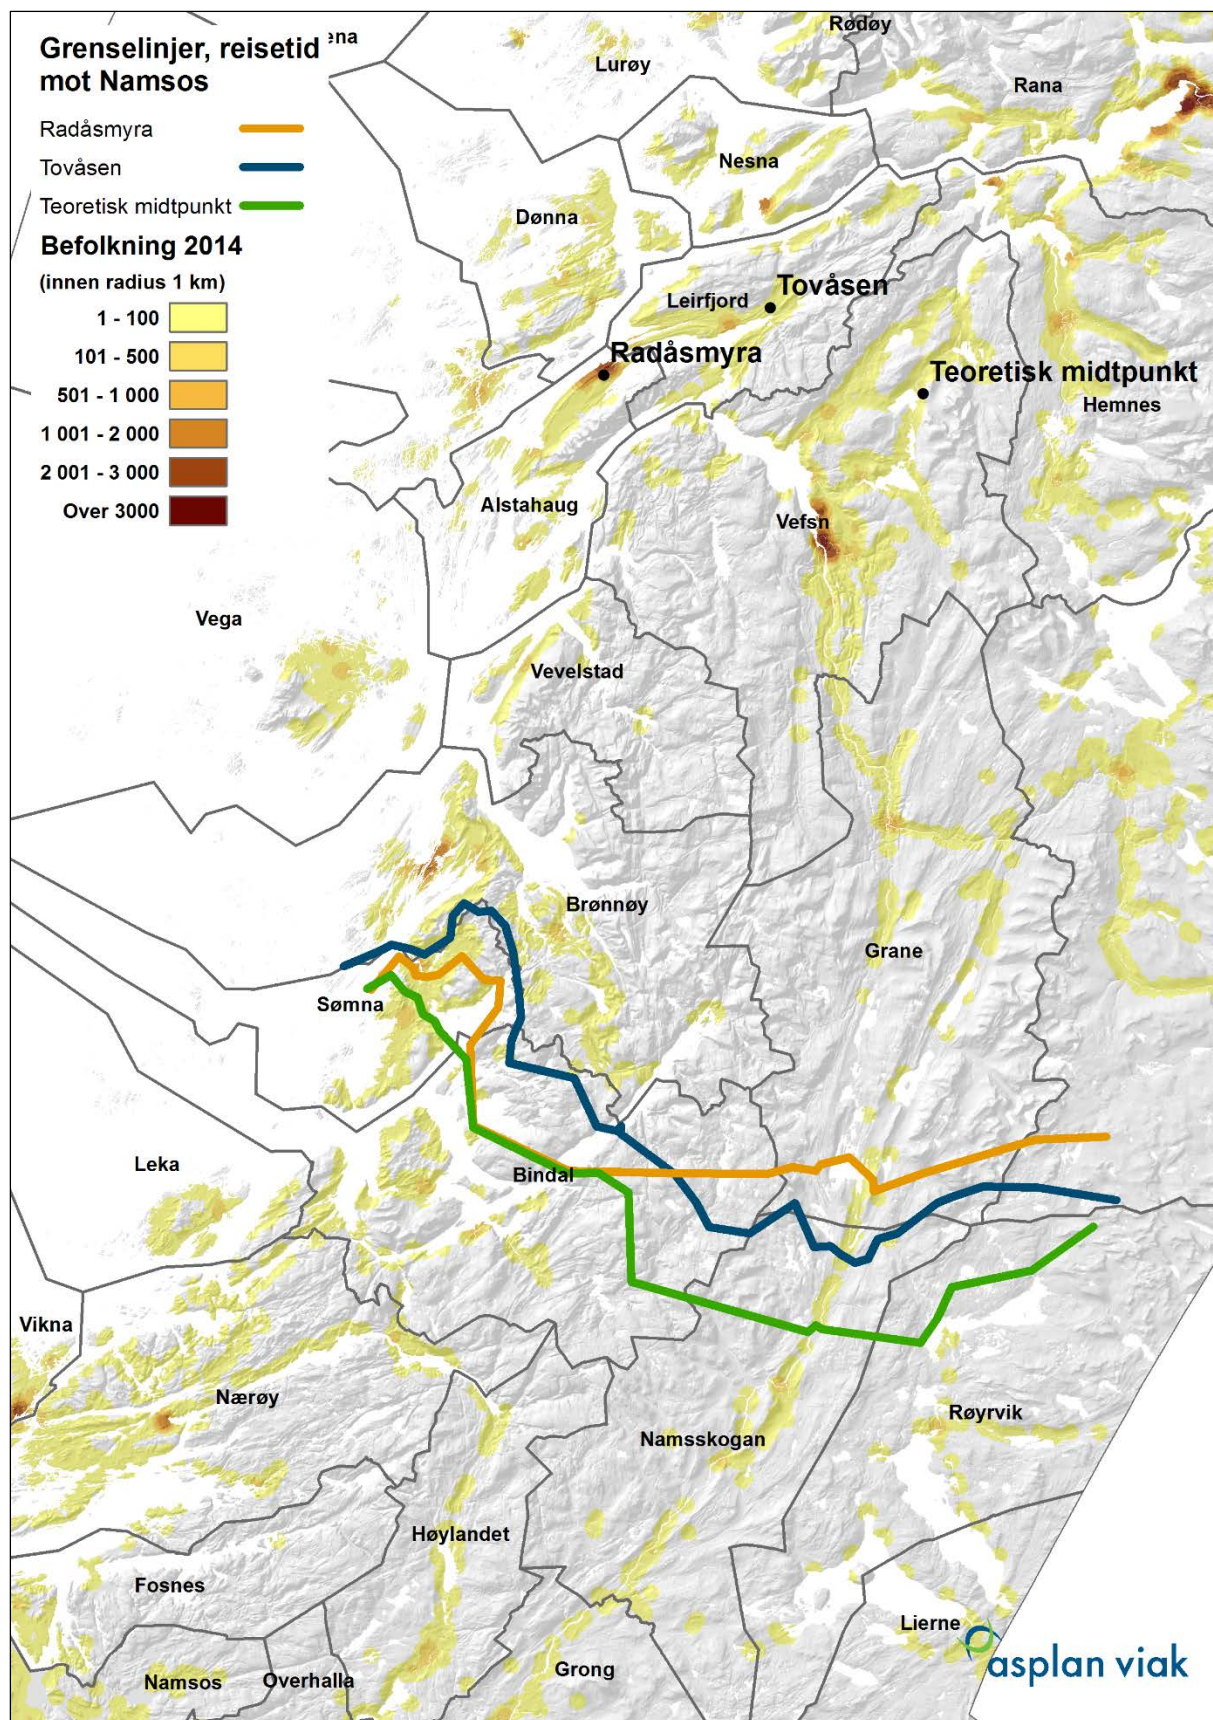 Grenselinjer, reisetid
mot Namsos
Radåsmyra
Tovåsen
Teoretisk midtpunkt
Befolkning 2014
(innen radius 1 km)
1 - 100
101 - 500
501 - 1 000
1 001 - 2 000
2 001 - 3 000
Over 3000
ena
Rødøy
Lurøy
Rana
Nesna
Dønna
Tovåsen
Leirfjord
Radåsmyra
Teoretisk midtpunkt
Hemnes
Alstahaug
Vefsn
Vega
Vevelstad
Brønnøy
Grane
Sømna
Leka
Bindal
Vikna
Nærøy
Namsskogan
Røyrvik
Høylandet
Fosnes
Lierne
Namsos
Overhalla
Grong
asplan viak